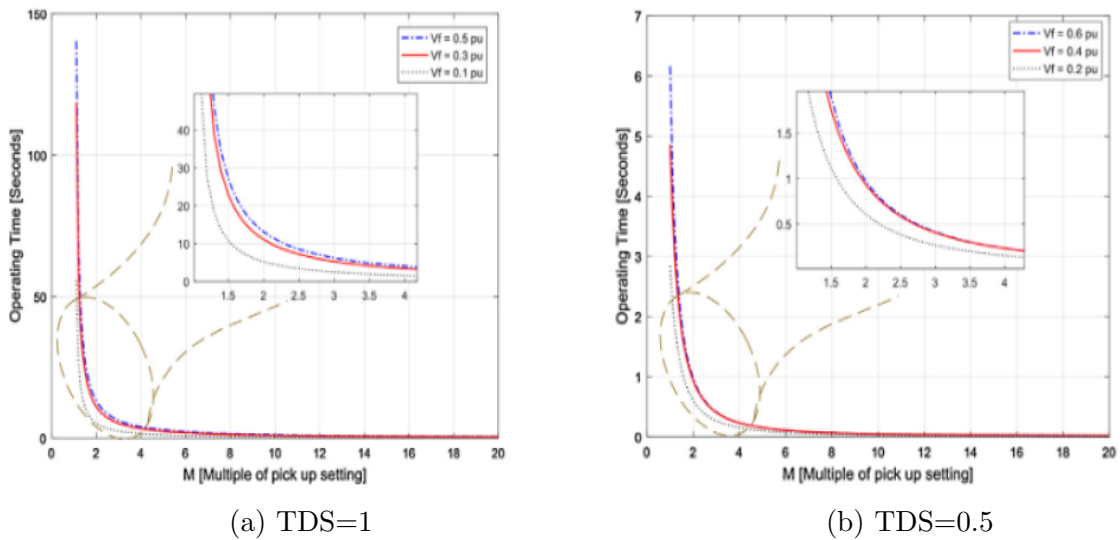 150
100
50
0
Operating Time [Seconds]
Vf = 0.5 pu
Vf = 0.3 pu
Vf = 0.1 pu
40
30
20
10
0
1.5 2 2.5 3 3.5 4
0 2 4 6 8 10 12 14 16 18 20
M [Multiple of pick up setting]
(a) TDS=1
7
6
5
4
3
2
1
0
Operating Time [Seconds]
Vf = 0.6 pu
Vf = 0.4 pu
Vf = 0.2 pu
1.5
1
0.5
1.5 2 2.5 3 3.5 4
0 2 4 6 8 10 12 14 16 18 20
M [Multiple of pick up setting]
(b) TDS=0.5